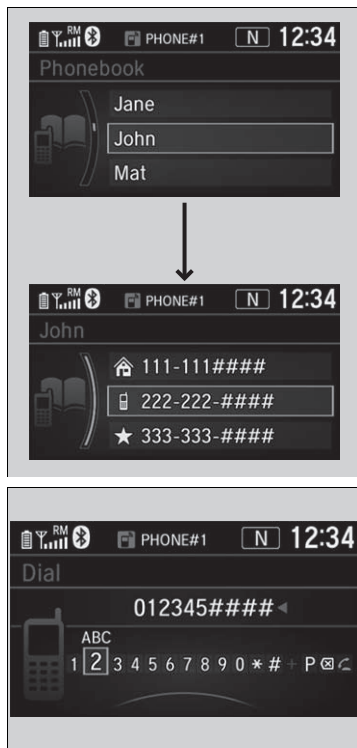 RM PHONE#1 N 12:34
Phonebook
Jane
John
Mat
RM PHONE#1 N 12:34
John
111-111####
222-222-####
333-333-####
RM PHONE#1 N 12:34
Dial
012345####
ABC
1 2 3 4 5 6 7 8 9 0 * # + P